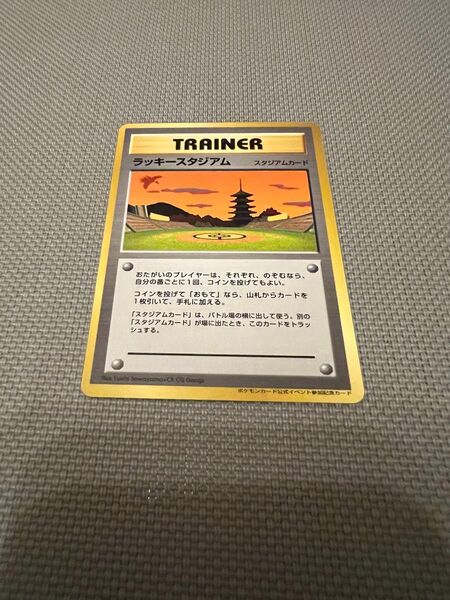 TRAINER
ラッキースタジアム スタジアムカード
おたがいのプレイヤーは、それぞれ、のぞむなら、
自分の番ごとに1回、コインを投げてもよい。
コインを投げて「おもて」なら、山札からカードを
1枚引いて、手札に加える。
「スタジアムカード」は、バトル場の横に出して使う。別の
「スタジアムカード」が場に出たとき、このカードをトラッ
シュする。
Illus.
ポケモンカード公式イベント参加記念カード